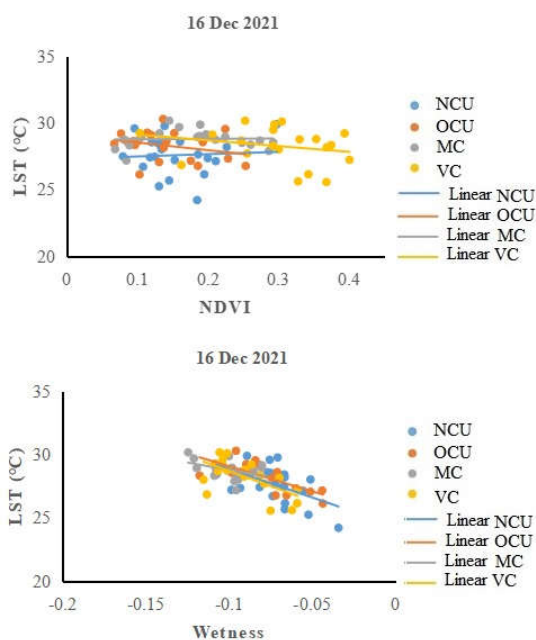 16 Dec 2021
35
30
25
20
LST (°C)
0
0.1
0.2
0.3
0.4
NDVI
NCU
OCU
MC
VC
Linear NCU
Linear OCU
Linear MC
Linear VC
16 Dec 2021
35
30
25
20
LST (°C)
-0.2
-0.15
-0.1
-0.05
0
Wetness
NCU
OCU
MC
VC
Linear NCU
Linear OCU
Linear MC
Linear VC